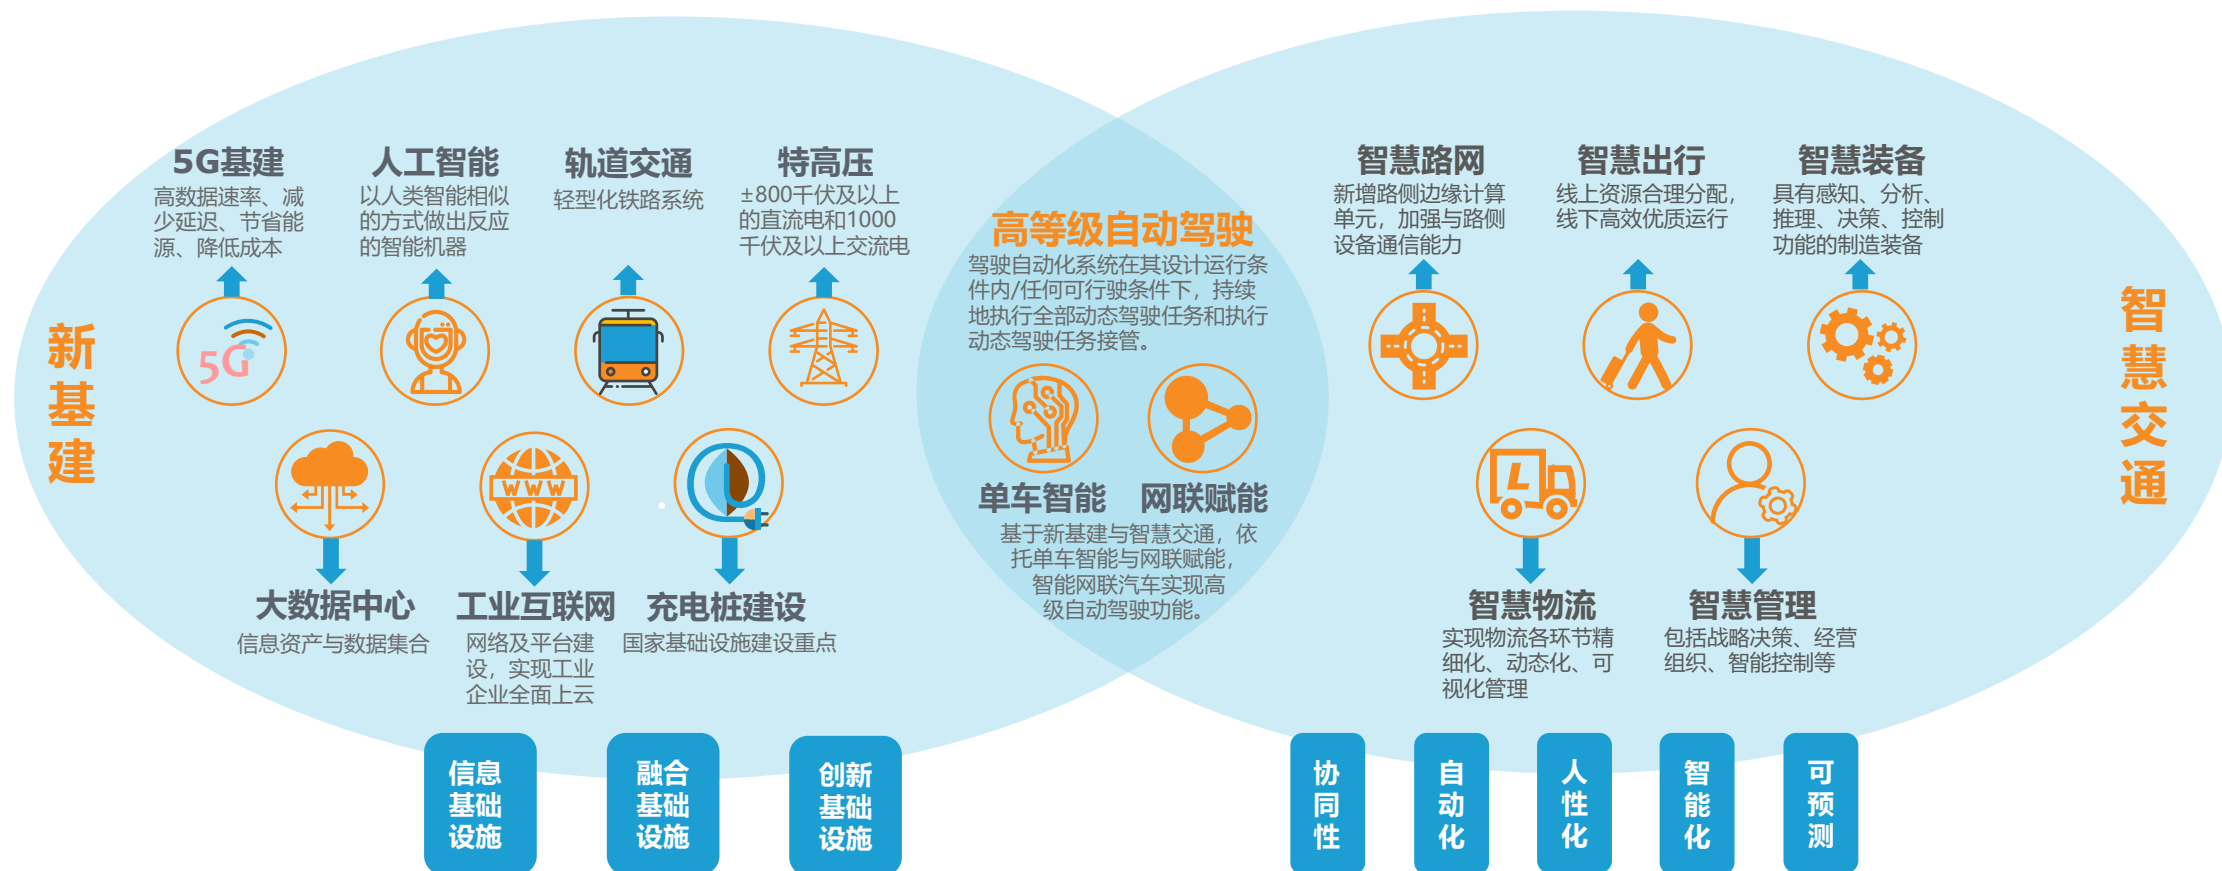 新
基
建
5G基建
高数据速率、减
少延迟、节省能
源、降低成本
人工智能
以人类智能相似
的方式做出反应
的智能机器
轨道交通
轻型化铁路系统
特高压
±800千伏及以上
的直流电和1000
千伏及以上交流电
5G
WWW
大数据中心
信息资产与数据集合
工业互联网
网络及平台建
设，实现工业
企业全面上云
充电桩建设
国家基础设施建设重点
信息
基础
设施
融合
基础
设施
创新
基础
设施
高等级自动驾驶
驾驶自动化系统在其设计运行条
件内/任何可行驶条件下，持续
地执行全部动态驾驶任务和执行
动态驾驶任务接管。
单车智能
网联赋能
基于新基建与智慧交通，依
托单车智能与网联赋能，
智能网联汽车实现高
级自动驾驶功能。
智慧路网
新增路侧边缘计算
单元，加强与路侧
设备通信能力
智慧出行
线上资源合理分配，
线下高效优质运行
智慧装备
具有感知、分析、
推理、决策、控制
功能的制造装备
L
智慧物流
实现物流各环节精
细化、动态化、可
视化管理
智慧管理
包括战略决策、经营
组织、智能控制等
智
慧
交
通
协
同
性
自
动
化
人
性
化
智
能
化
可
预
测